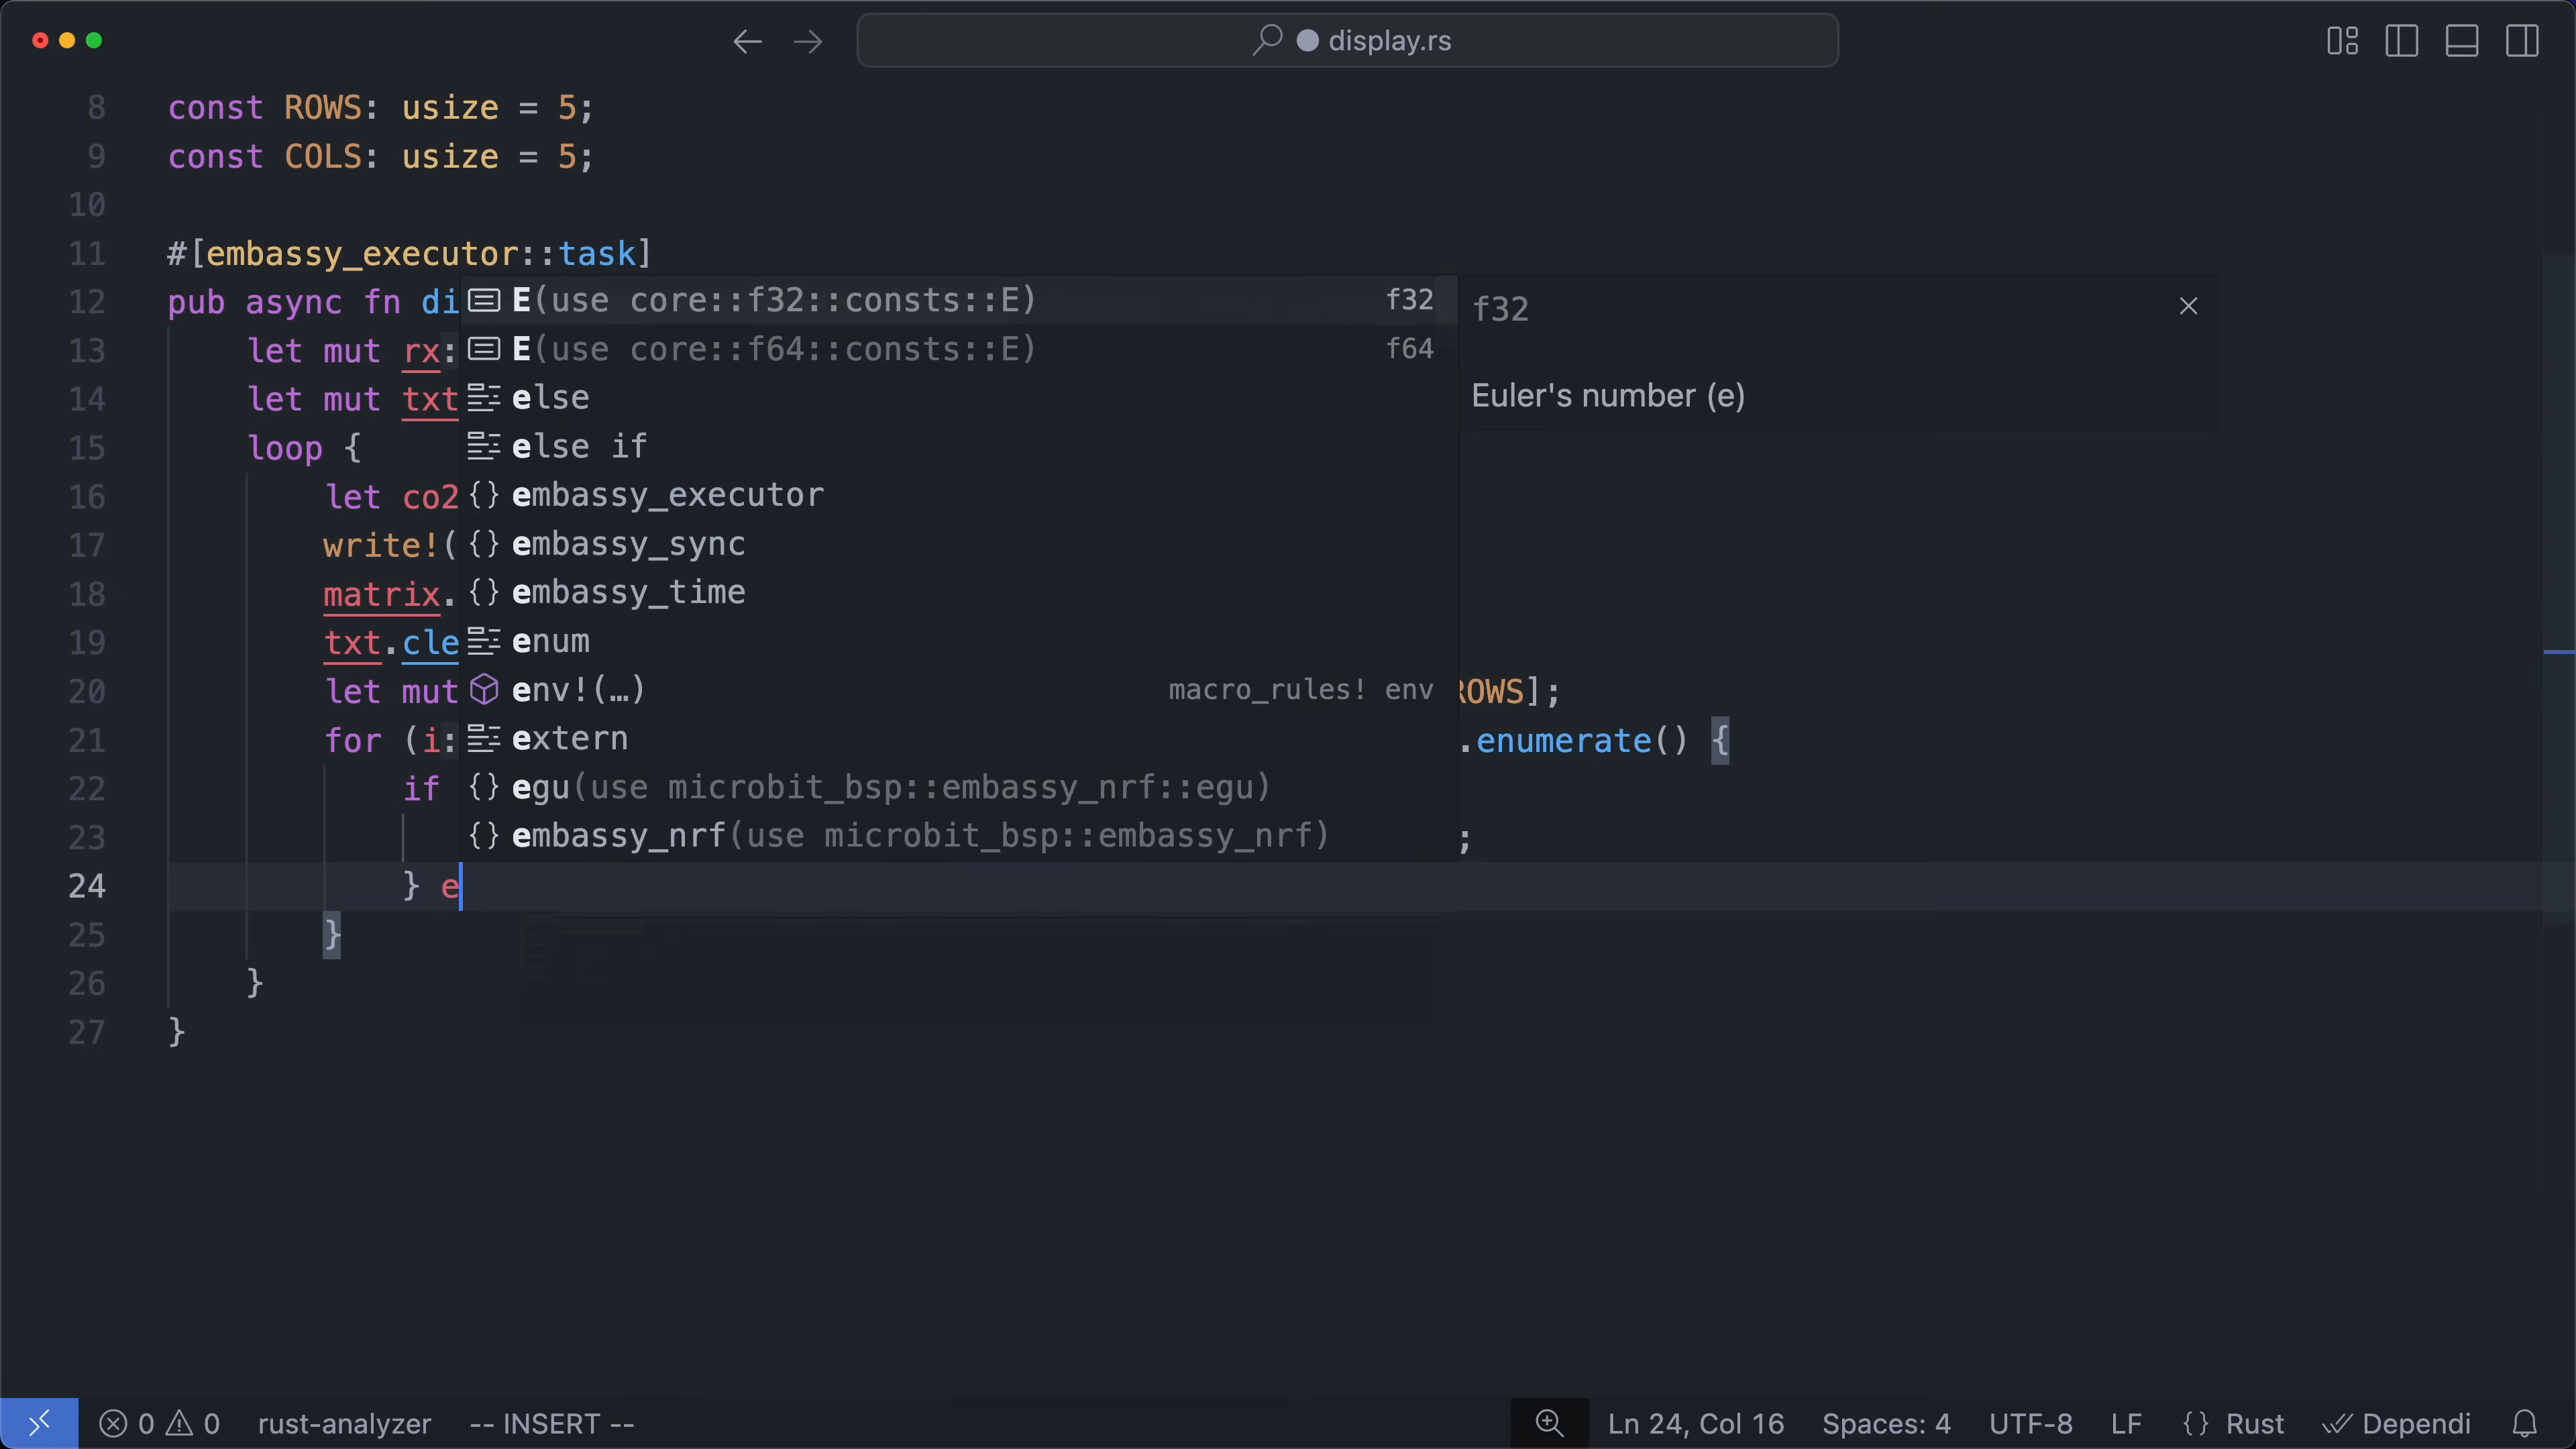 display.rs
8 const ROWS: usize = 5;
9 const COLS: usize = 5;
10
11 #[embassy_executor::task]
12 pub async fn di
13 let mut rx:
14 let mut txt
15 loop {
16 let co2
17 write!(
18 matrix.
19 txt.cle
20 let mut ROWS];
21 for (i: .enumerate() {
22 if
23 ;
24 } e
25 }
26 }
27 }
E(use core::f32::consts::E) f32
E(use core::f64::consts::E) f64
else
else if
embassy_executor
embassy_sync
embassy_time
enum
env!(…) macro_rules! env
extern
egu(use microbit_bsp::embassy_nrf::egu)
embassy_nrf(use microbit_bsp::embassy_nrf)
f32
Euler's number (e)
0 0 rust-analyzer -- INSERT -- Ln 24, Col 16 Spaces: 4 UTF-8 LF {} Rust Dependi